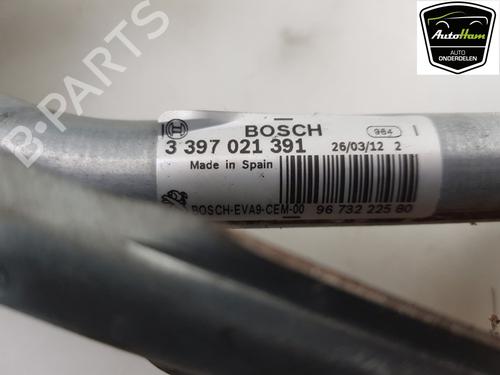 AutoHam
AUTO
ONDERDELEN
B-PARTS
BOSCH
984
3 397 021 391
26/03/12 2
Made in Spain
BOSCH-EVA9-CEM-00
96 732 225 80